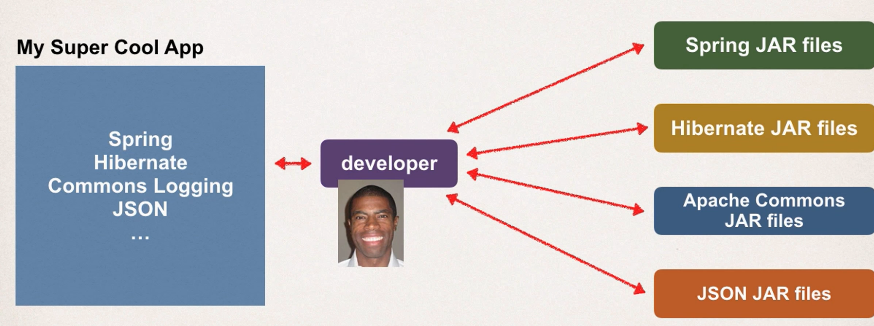 My Super Cool App
Spring
Hibernate
Commons Logging
JSON
...
developer
Spring JAR files
Hibernate JAR files
Apache Commons
JAR files
JSON JAR files